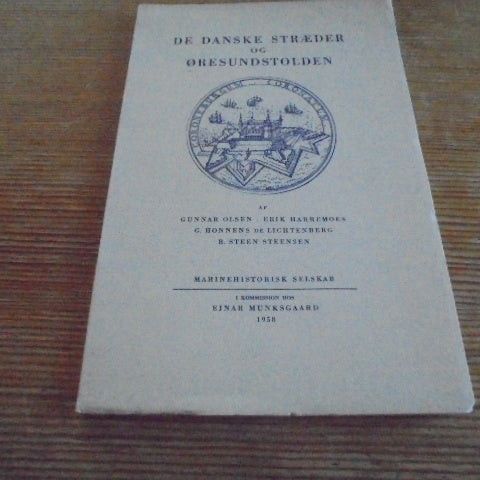 DE DANSKE STRÆDER
OG
ØRESUNDSTOLDEN
AF
GUNNAR OLSEN . ERIK HARREMOES
G. HONNENS DE LICHTENBERG
R. STEEN STEENSEN
MARINEHISTORISK SELSKAB
I KOMMISSION HOS
EJNAR MUNKSGAARD
1958